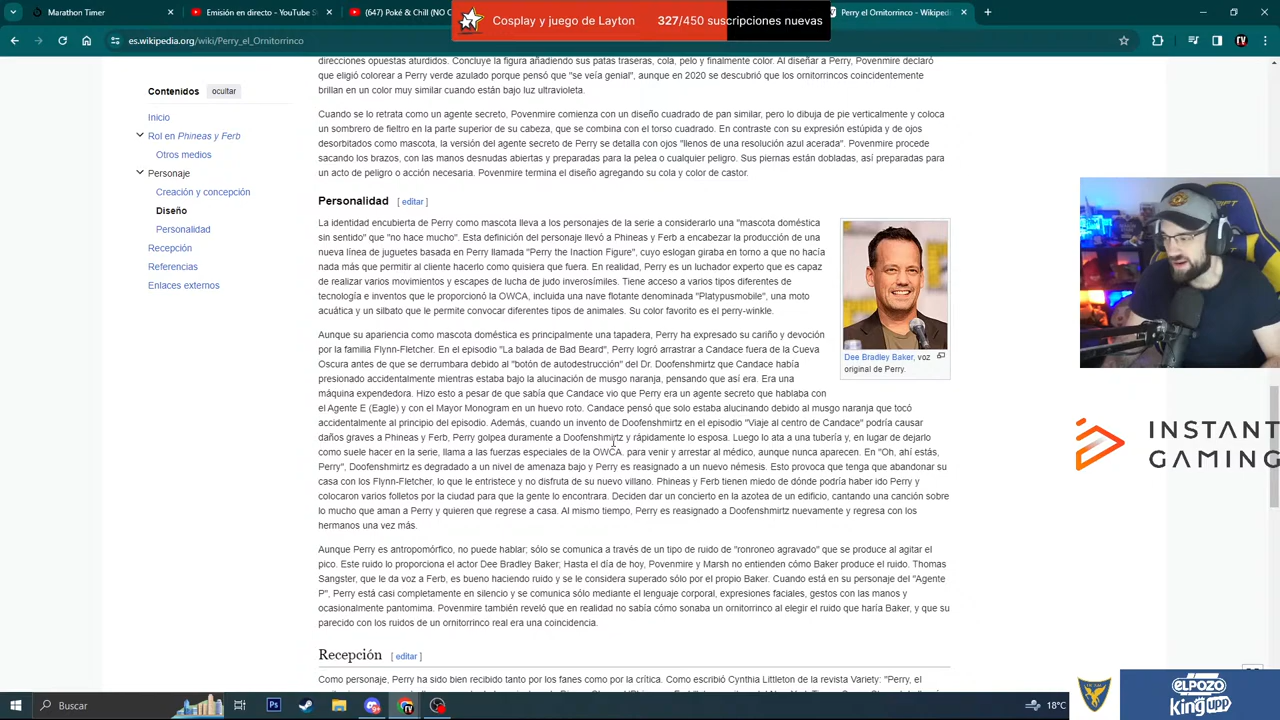 Marathon Timer
Emisión en directo - YouTube S
(647) Poké & Chill (NO C
Cosplay y juego de Layton 327/450 suscripciones nuevas
Perry el Ornitorrinco - Wikiped
es.wikipedia.org/wiki/Perry_el_Ornitorrinco
Contenidos ocultar
Inicio
Rol en Phineas y Ferb
Otros medios
Personaje
Creación y concepción
Diseño
Personalidad
Recepción
Referencias
Enlaces externos
direcciones opuestas aturdidos. Concluye la figura añadiendo sus patas traseras, cola, pelo y finalmente color. Al diseñar a Perry, Povenmire declaró
que eligió colorear a Perry verde azulado porque pensó que "se veía genial", aunque en 2020 se descubrió que los ornitorrincos coincidentemente
brillan en un color muy similar cuando están bajo luz ultravioleta.
Cuando se lo retrata como un agente secreto, Povenmire comienza con un diseño cuadrado de pan similar, pero lo dibuja de pie verticalmente y coloca
un sombrero de fieltro en la parte superior de su cabeza, que se combina con el torso cuadrado. En contraste con su expresión estúpida y de ojos
desorbitados como mascota, la versión del agente secreto de Perry se detalla con ojos "llenos de una resolución azul acerada". Povenmire procede
sacando los brazos, con las manos desnudas abiertas y preparadas para la pelea o cualquier peligro. Sus piernas están dobladas, así preparadas para
un acto de peligro o acción necesaria. Povenmire termina el diseño agregando su cola y color de castor.
Personalidad [ editar ]
La identidad encubierta de Perry como mascota lleva a los personajes de la serie a considerarlo una "mascota doméstica
sin sentido" que "no hace mucho". Esta definición del personaje llevó a Phineas y Ferb a encabezar la producción de una
nueva línea de juguetes basada en Perry llamada "Perry the Inaction Figure", cuyo eslogan giraba en torno a que no hacía
nada más que permitir al cliente hacerlo como quisiera que fuera. En realidad, Perry es un luchador experto que es capaz
de realizar varios movimientos y escapes de lucha de judo inverosímiles. Tiene acceso a varios tipos diferentes de
tecnología e inventos que le proporcionó la OWCA, incluida una nave flotante denominada "Platypusmobile", una moto
acuática y un silbato que le permite convocar diferentes tipos de animales. Su color favorito es el perry-winkle.
Dee Bradley Baker, voz
original de Perry.
Aunque su apariencia como mascota doméstica es principalmente una tapadera, Perry ha expresado su cariño y devoción
por la familia Flynn-Fletcher. En el episodio "La balada de Bad Beard", Perry logró arrastrar a Candace fuera de la Cueva
Oscura antes de que se derrumbara debido al "botón de autodestrucción" del Dr. Doofenshmirtz que Candace había
presionado accidentalmente mientras estaba bajo la alucinación de musgo naranja, pensando que así era. Era una
máquina expendedora. Hizo esto a pesar de que sabía que Candace vio que Perry era un agente secreto que hablaba con
el Agente E (Eagle) y con el Mayor Monogram en un huevo roto. Candace pensó que solo estaba alucinando debido al musgo naranja que tocó
accidentalmente al principio del episodio. Además, cuando un invento de Doofenshmirtz en el episodio "Viaje al centro de Candace" podría causar
daños graves a Phineas y Ferb, Perry golpea duramente a Doofenshmirtz y rápidamente lo esposa. Luego lo ata a una tubería y, en lugar de dejarlo
como suele hacer en la serie, llama a las fuerzas especiales de la OWCA. para venir y arrestar al médico, aunque nunca aparecen. En "Oh, ahí estás,
Perry", Doofenshmirtz es degradado a un nivel de amenaza bajo y Perry es reasignado a un nuevo némesis. Esto provoca que tenga que abandonar su
casa con los Flynn-Fletcher, lo que le entristece y no disfruta de su nuevo villano. Phineas y Ferb tienen miedo de dónde podría haber ido Perry y
colocaron varios folletos por la ciudad para que la gente lo encontrara. Deciden dar un concierto en la azotea de un edificio, cantando una canción sobre
lo mucho que aman a Perry y quieren que regrese a casa. Al mismo tiempo, Perry es reasignado a Doofenshmirtz nuevamente y regresa con los
hermanos una vez más.
Aunque Perry es antropomórfico, no puede hablar; sólo se comunica a través de un tipo de ruido de "ronroneo agravado" que se produce al agitar el
pico. Este ruido lo proporciona el actor Dee Bradley Baker; Hasta el día de hoy, Povenmire y Marsh no entienden cómo Baker produce el ruido. Thomas
Sangster, que le da voz a Ferb, es bueno haciendo ruido y se le considera superado sólo por el propio Baker. Cuando está en su personaje del "Agente
P", Perry está casi completamente en silencio y se comunica sólo mediante el lenguaje corporal, expresiones faciales, gestos con las manos y
ocasionalmente pantomima. Povenmire también reveló que en realidad no sabía cómo sonaba un ornitorrinco al elegir el ruido que haría Baker, y que su
parecido con los ruidos de un ornitorrinco real era una coincidencia.
Recepción [ editar ]
Como personaje, Perry ha sido bien recibido tanto por los fanes como por la crítica. Como escribió Cynthia Littleton de la revista Variety: "Perry, el
INSTANT
GAMING
Buscar
18°C
ELPOZO
KING UPP